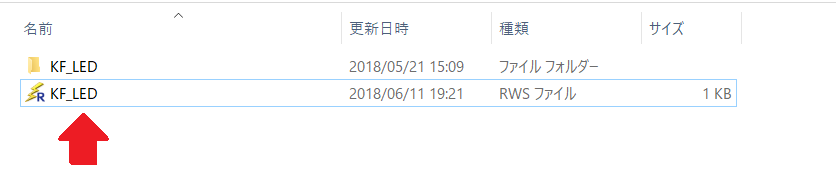 名前 更新日時 種類 サイズ
KF_LED 2018/05/21 15:09 ファイル フォルダー
KF_LED 2018/06/11 19:21 RWS ファイル 1 KB